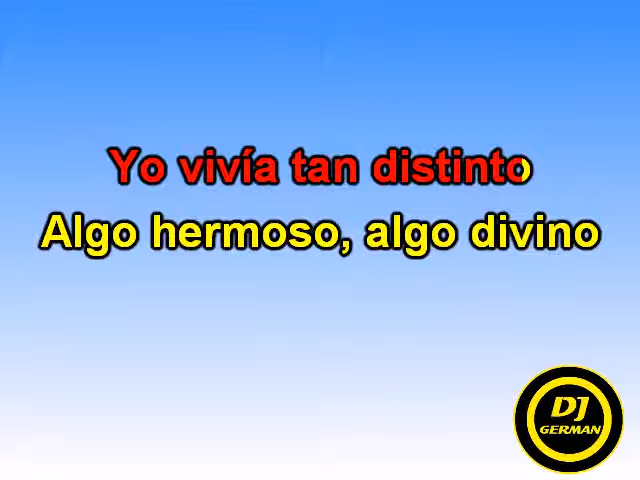 Yo vivía tan distinto
Algo hermoso, algo divino
DJ
GERMAN